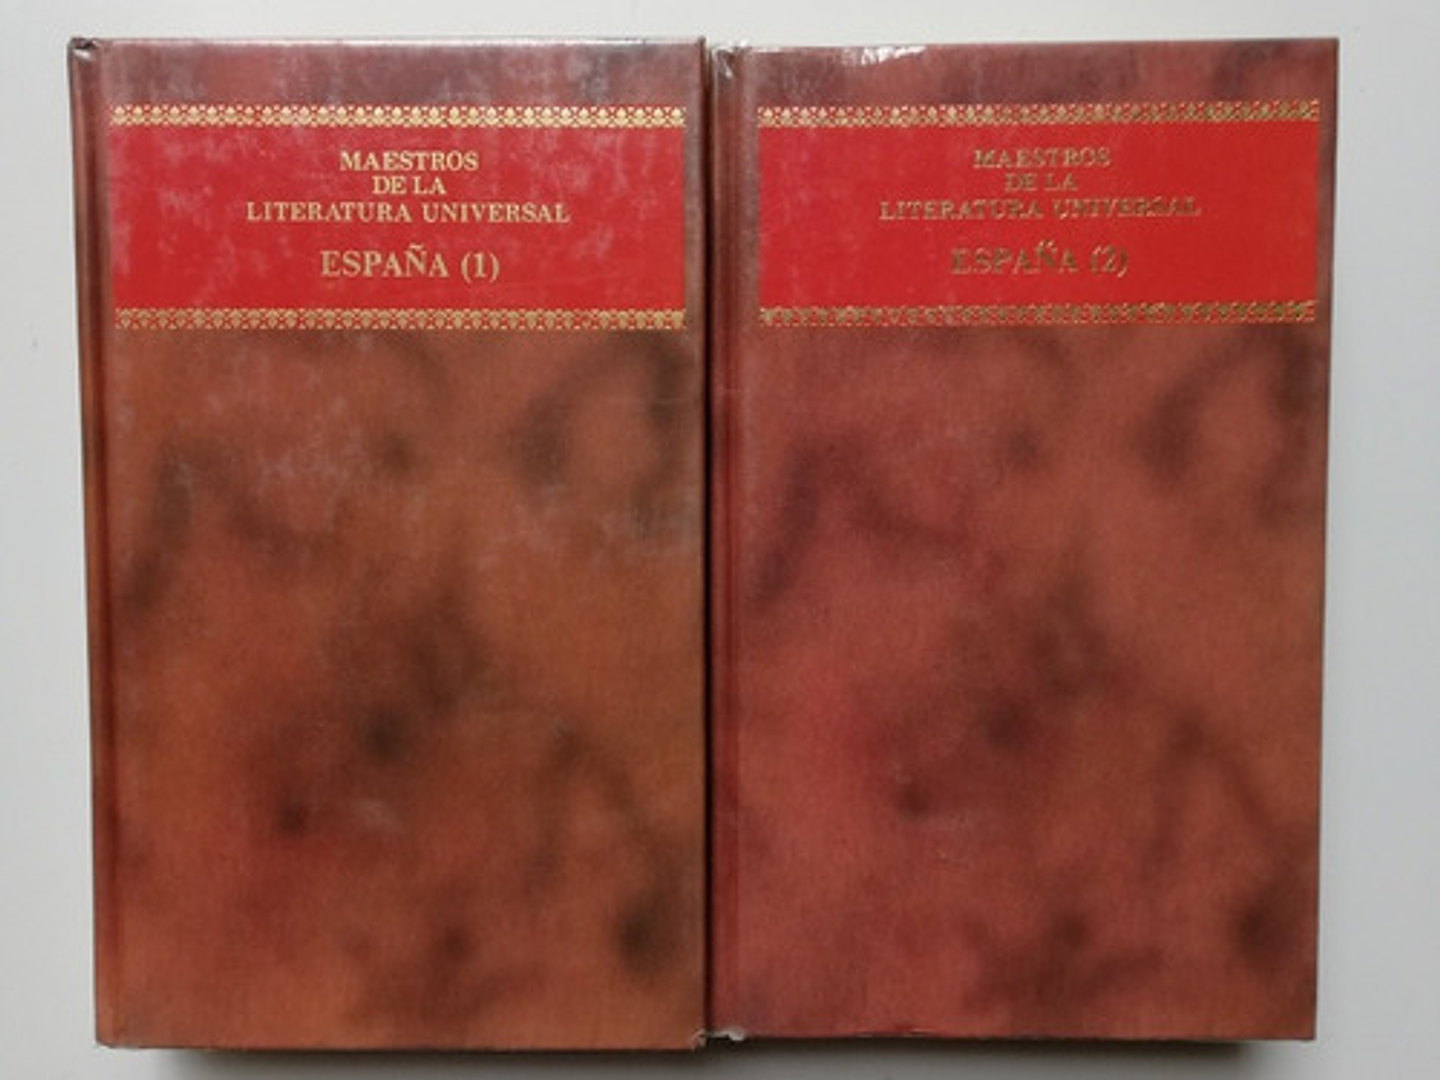 MAESTROS
DE LA
LITERATURA UNIVERSAL
ESPAÑA (1)
MAESTROS
DE LA
LITERATURA UNIVERSAL
ESPAÑA (2)